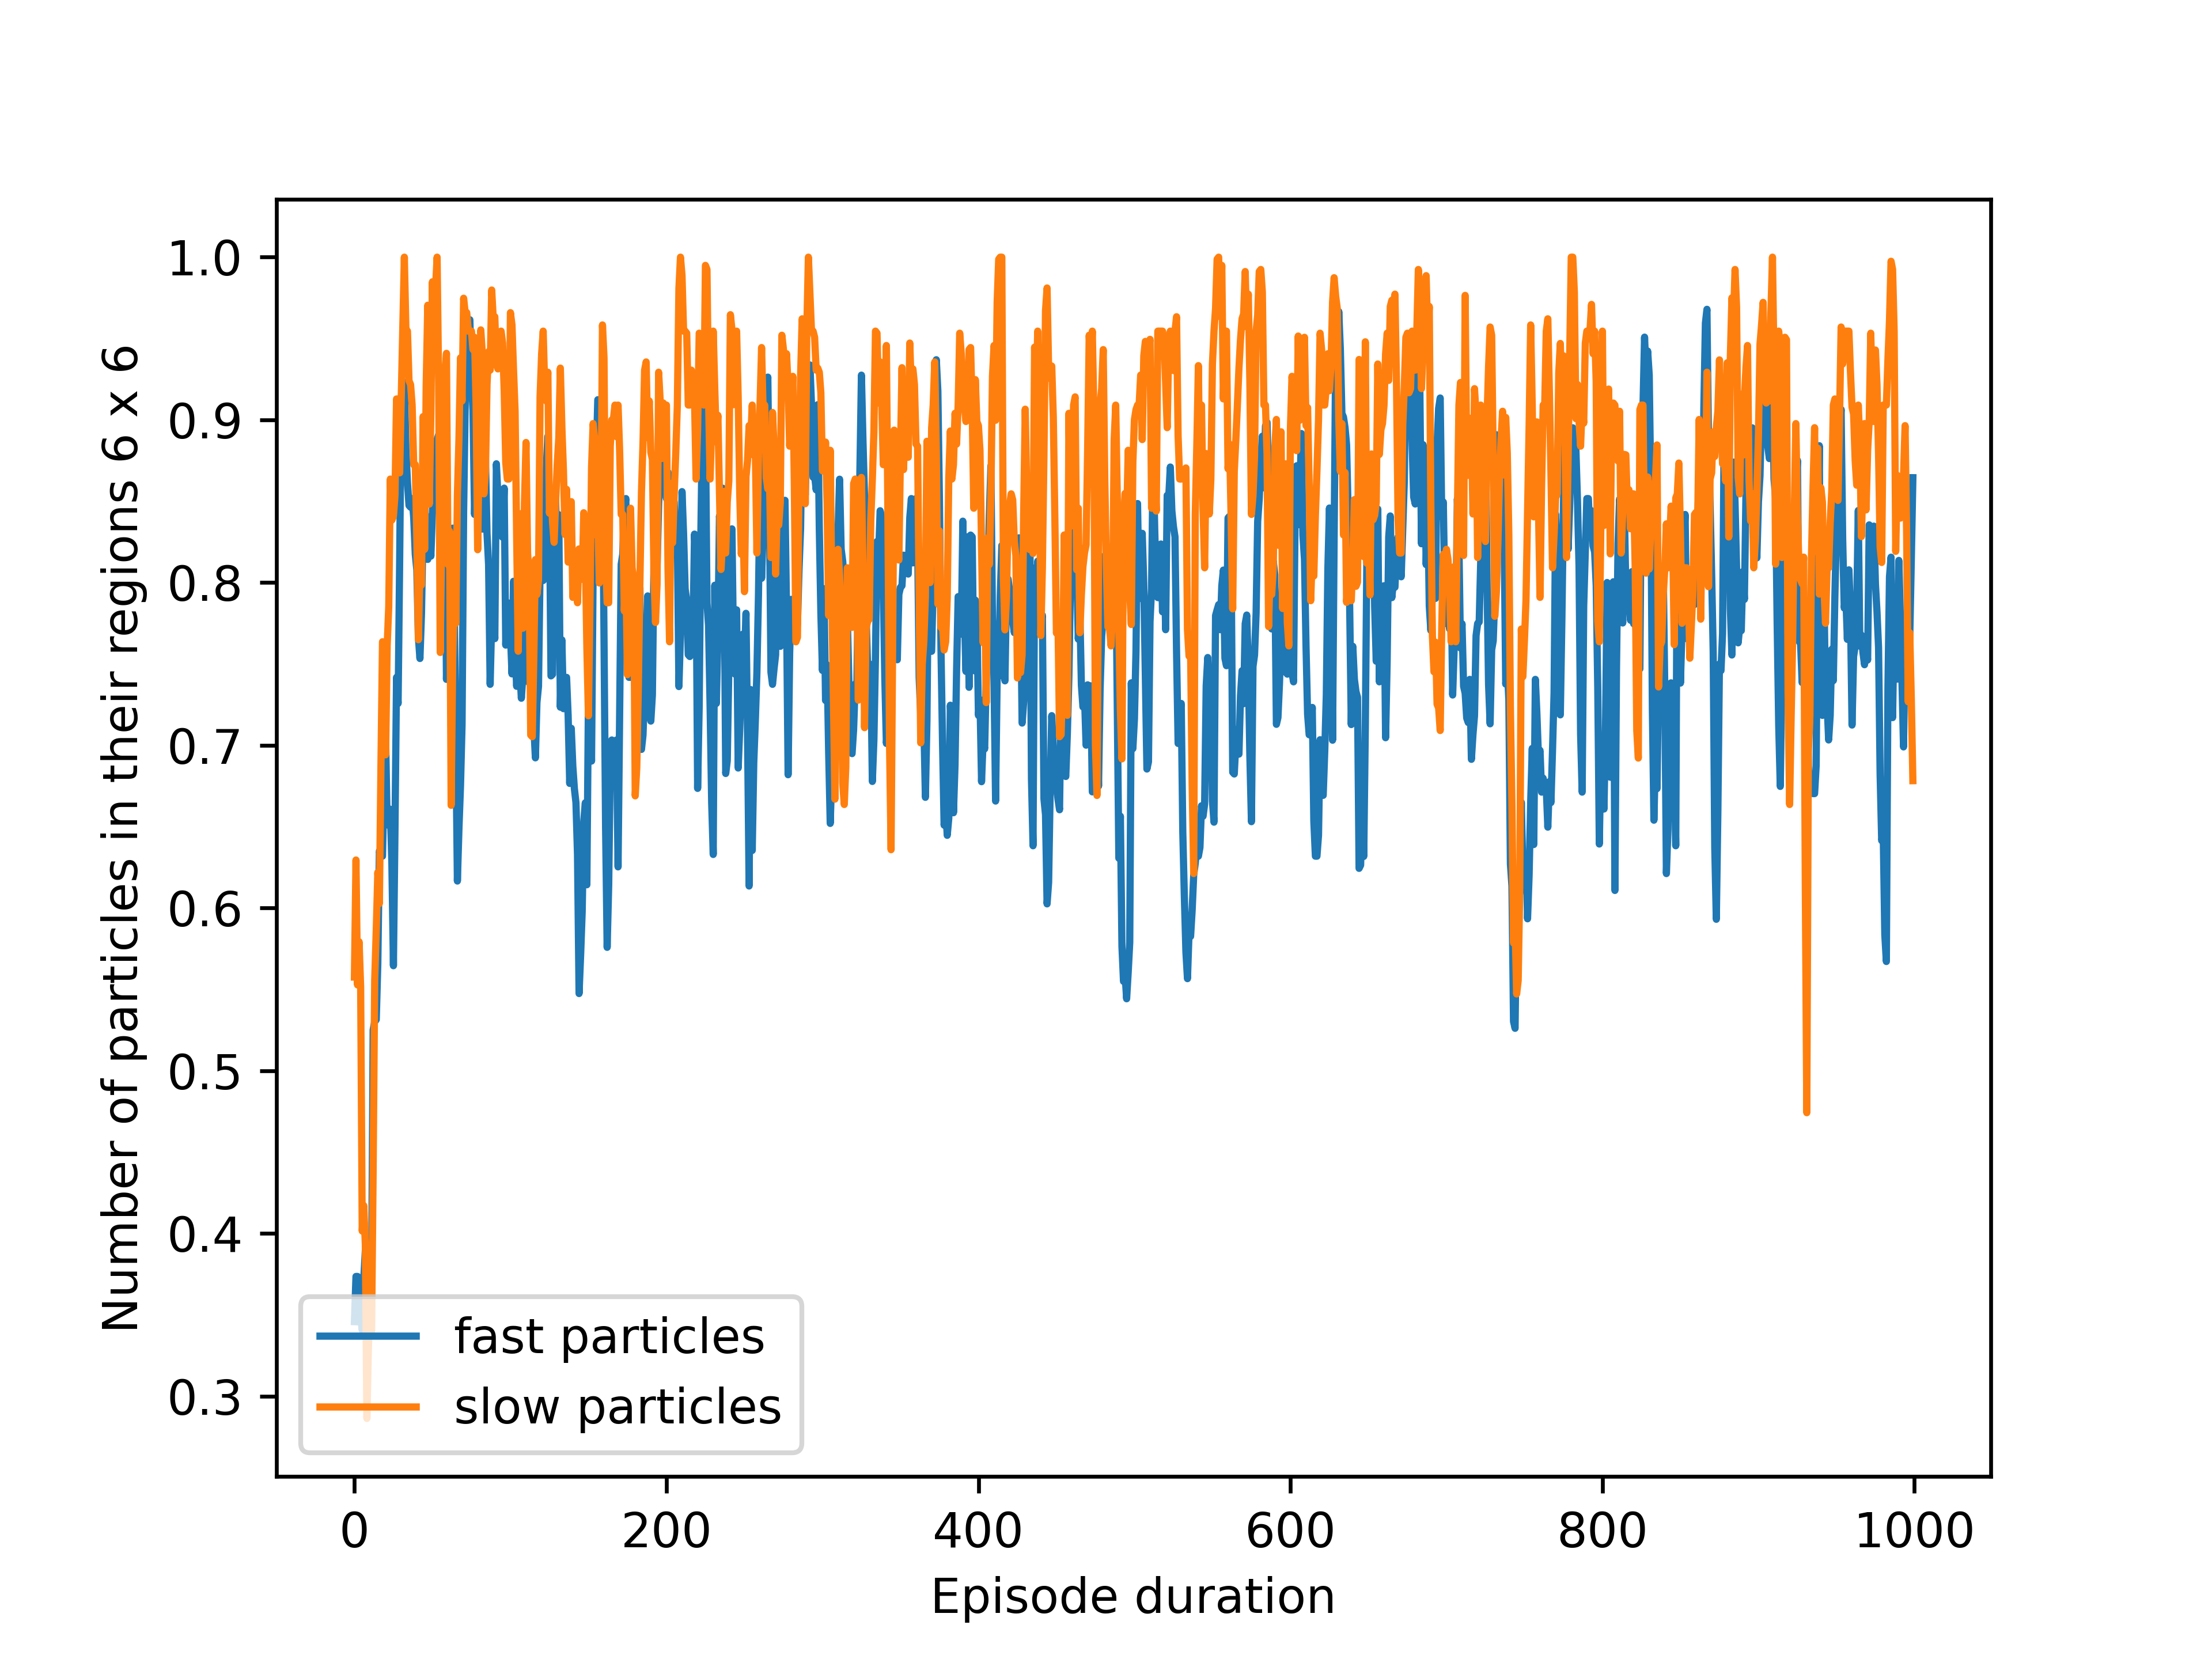 1.0
0.9
0.8
0.7
0.6
0.5
0.4
0.3
Number of particles in their regions 6 x 6
fast particles
slow particles
0 200 400 600 800 1000
Episode duration